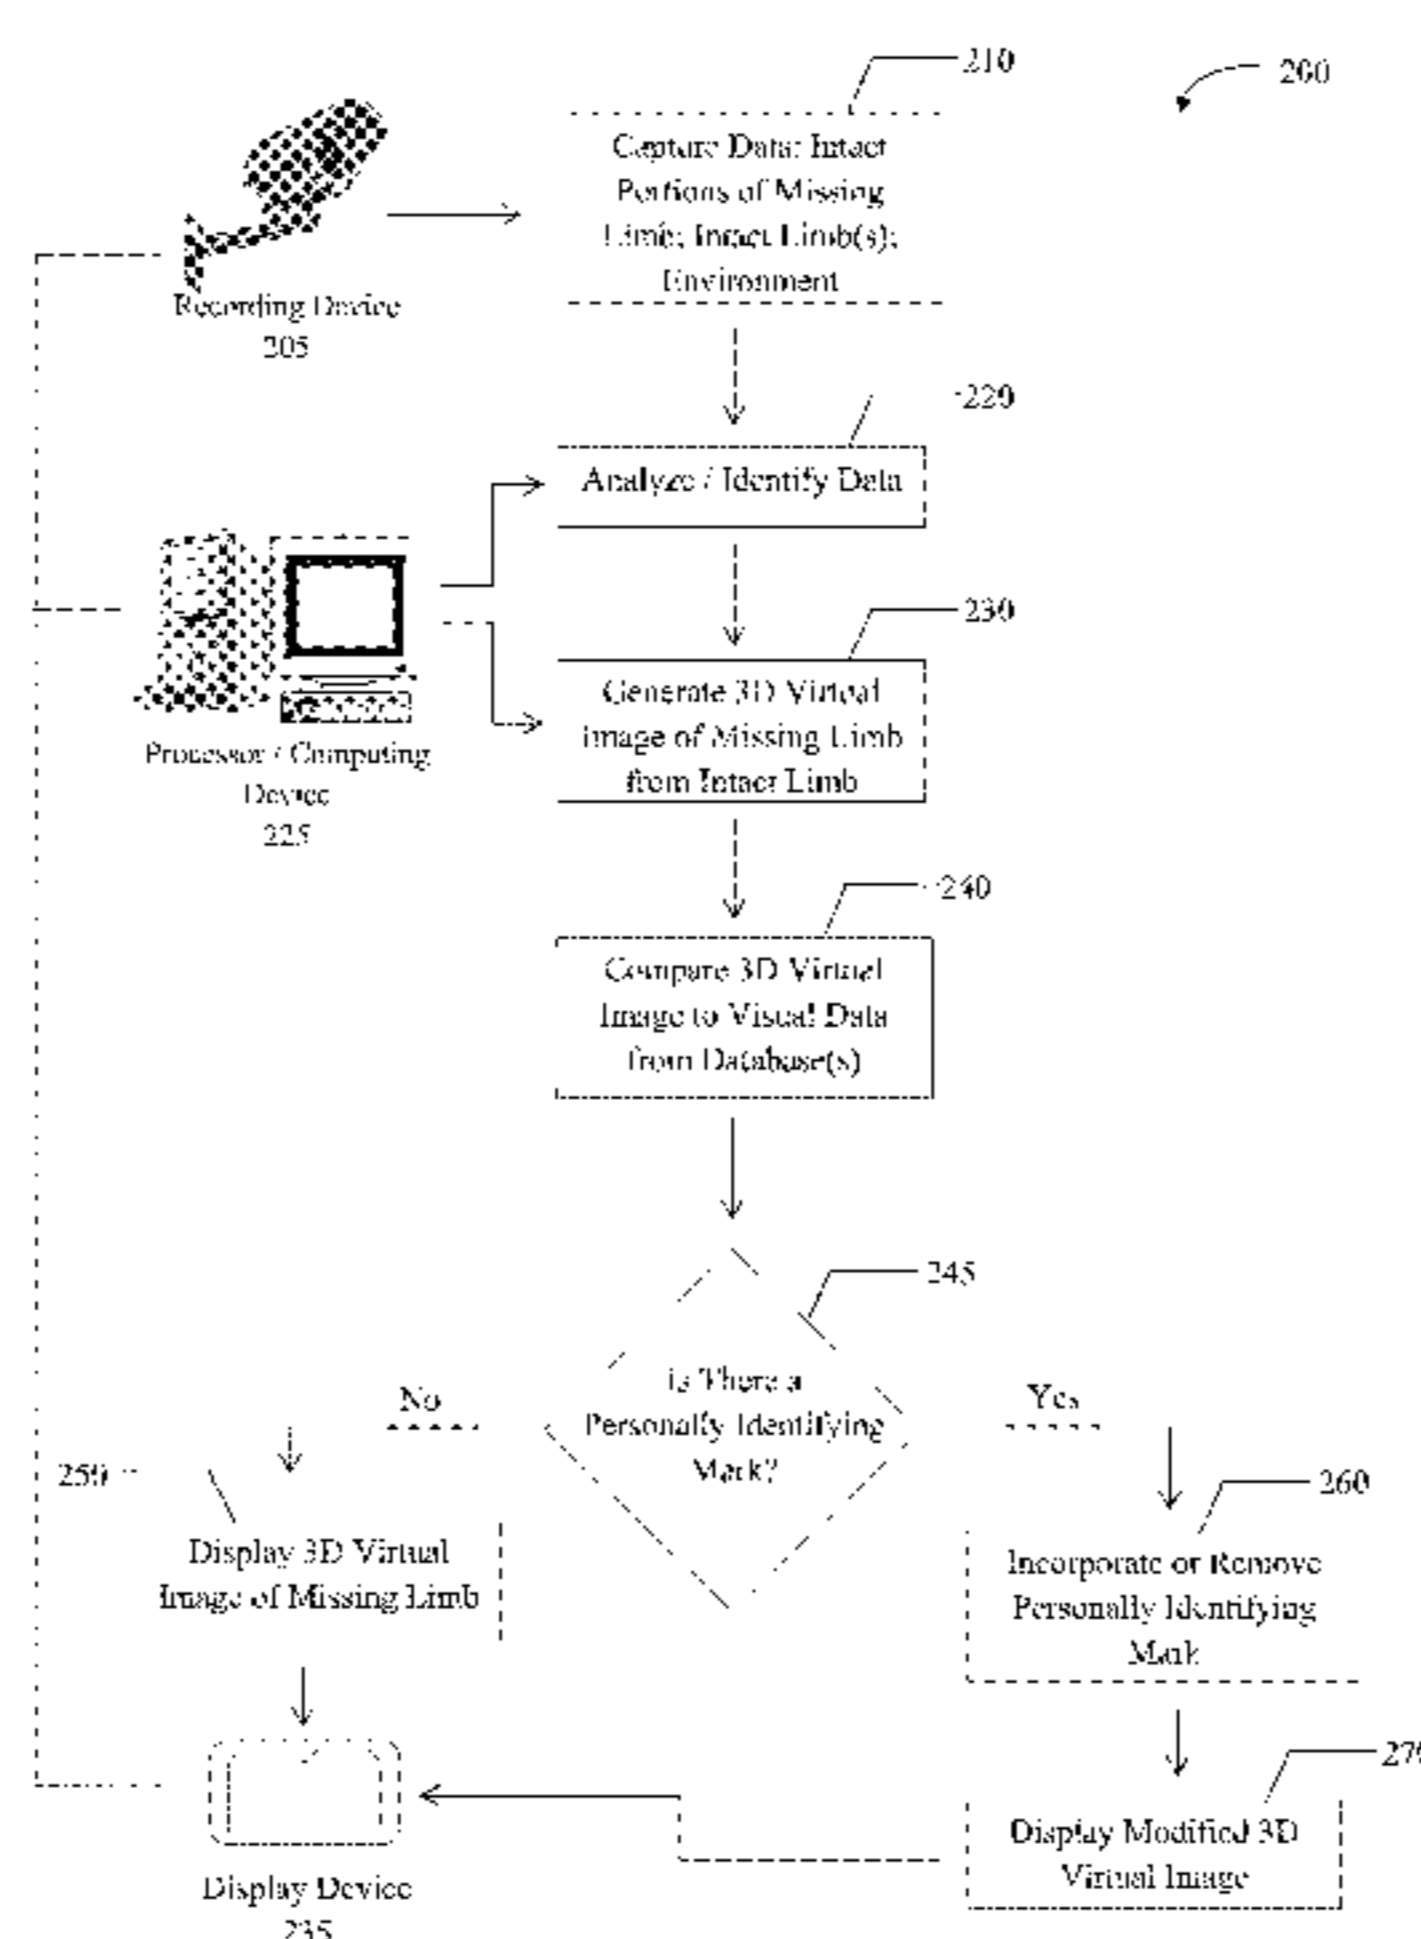 210
200
Capture Data: Intact
Portions of Missing
Limb; Intact Limb(s);
Environment
Recording Device
205
220
Analyze / Identify Data
230
Generate 3D Virtual
Image of Missing Limb
from Intact Limb
Processor / Computing
Device
225
240
Compare 3D Virtual
Image to Visual Data
from Database(s)
245
Is There a
Personally Identifying
Mark?
No
Yes
250
260
Display 3D Virtual
Image of Missing Limb
Incorporate or Remove
Personally Identifying
Mark
270
Display Modified 3D
Virtual Image
Display Device
235